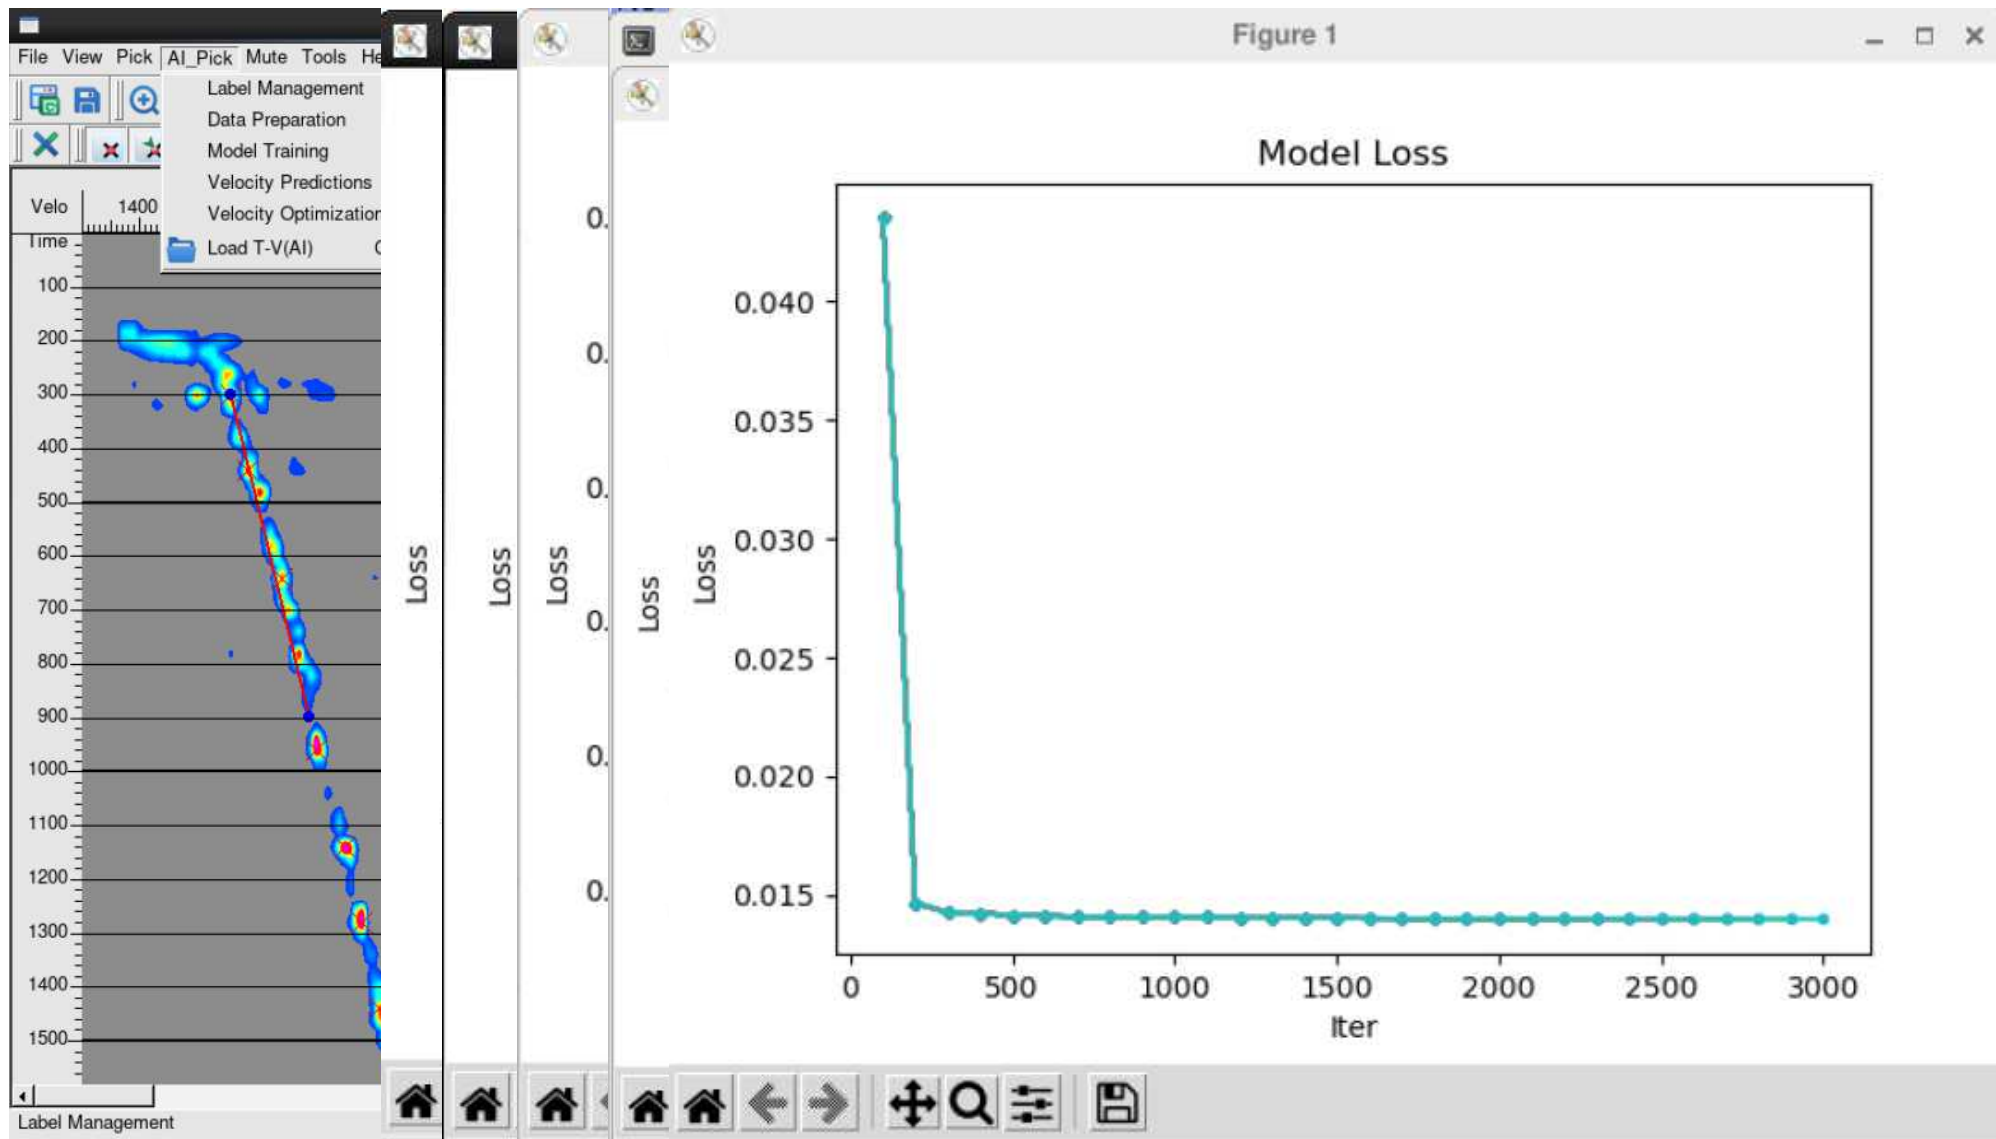 File View Pick AI_Pick Mute Tools He
Label Management
Data Preparation
Model Training
Velocity Predictions
Velocity Optimization
Load T-V(AI)
Velo 1400
Time
100
200
300
400
500
600
700
800
900
1000
1100
1200
1300
1400
1500
Label Management
Loss
Loss
0.
0.
0.
0.
0.
0.
Loss
Loss
Figure 1
Model Loss
0.040
0.035
0.030
0.025
0.020
0.015
Loss
0 500 1000 1500 2000 2500 3000
Iter